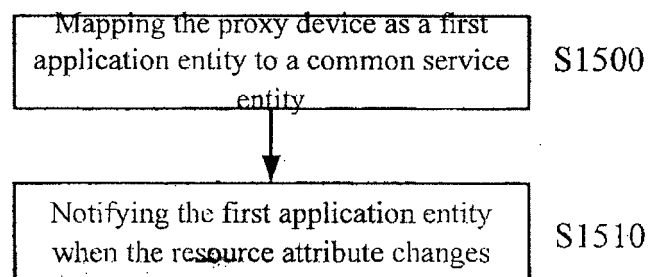 Mapping the proxy device as a first
application entity to a common service
entity
S1500
Notifying the first application entity
when the resource attribute changes
S1510